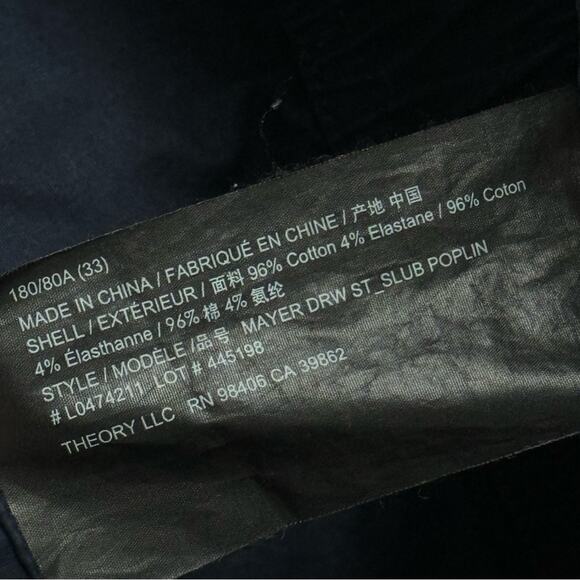 180/80A (33)
MADE IN CHINA / FABRIQUÉ EN CHINE / 产地 中国
SHELL / EXTÉRIEUR / 面料 96% Cotton 4% Elastane / 96% Coton
4% Élasthanne / 96% 棉 4% 氨纶
STYLE / MODÈLE /品号 MAYER DRW ST_SLUB POPLIN
# L0474211 LOT # 445198
THEORY LLC RN 98406 CA 39862